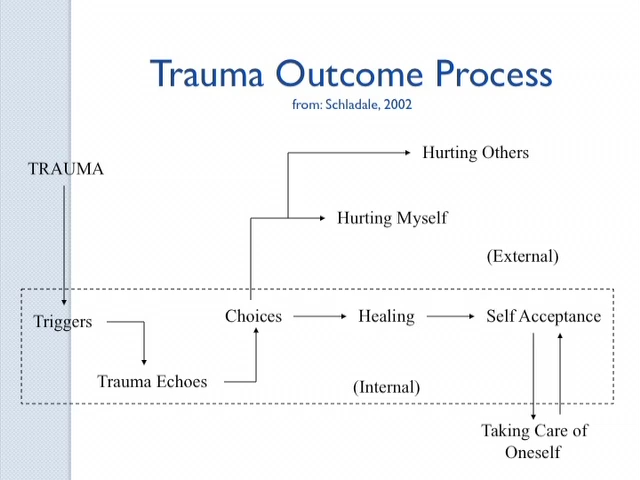 Trauma Outcome Process
from: Schladale, 2002
Hurting Others
TRAUMA
Hurting Myself
(External)
Triggers
Choices
Healing
Self Acceptance
Trauma Echoes
(Internal)
Taking Care of
Oneself